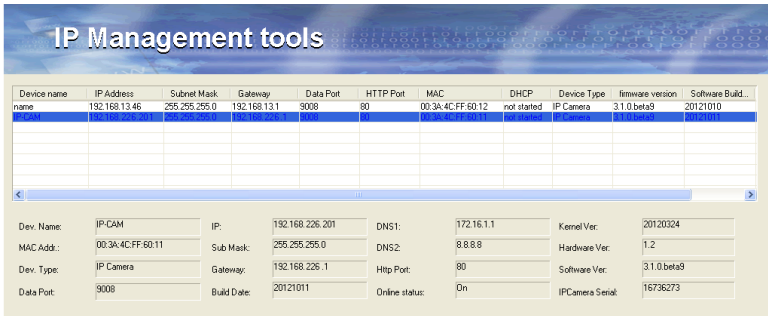 IP Management tools
Device name IP Address Subnet Mask Gateway Data Port HTTP Port MAC DHCP Device Type firmware version Software Build...
name 192.168.13.46 255.255.255.0 192.168.13.1 9008 80 00:3A:4C:FF:60:12 not started IP Camera 3.1.0.beta9 20121010
IP-CAM 192.168.226.201 255.255.255.0 192.168.226 .1 9008 80 00:3A:4C:FF:60:11 not started IP Camera 3.1.0.beta9 20121011
Dev. Name: IP-CAM IP: 192.168.226.201 DNS1: 172.16.1.1 Kernel Ver: 20120324
MAC Addr.: 00:3A:4C:FF:60:11 Sub Mask: 255.255.255.0 DNS2: 8.8.8.8 Hardware Ver: 1.2
Dev. Type: IP Camera Gateway: 192.168.226 .1 Http Port: 80 Software Ver: 3.1.0.beta9
Data Port: 9008 Build Date: 20121011 Online status: On IPCamera Serial: 16736273